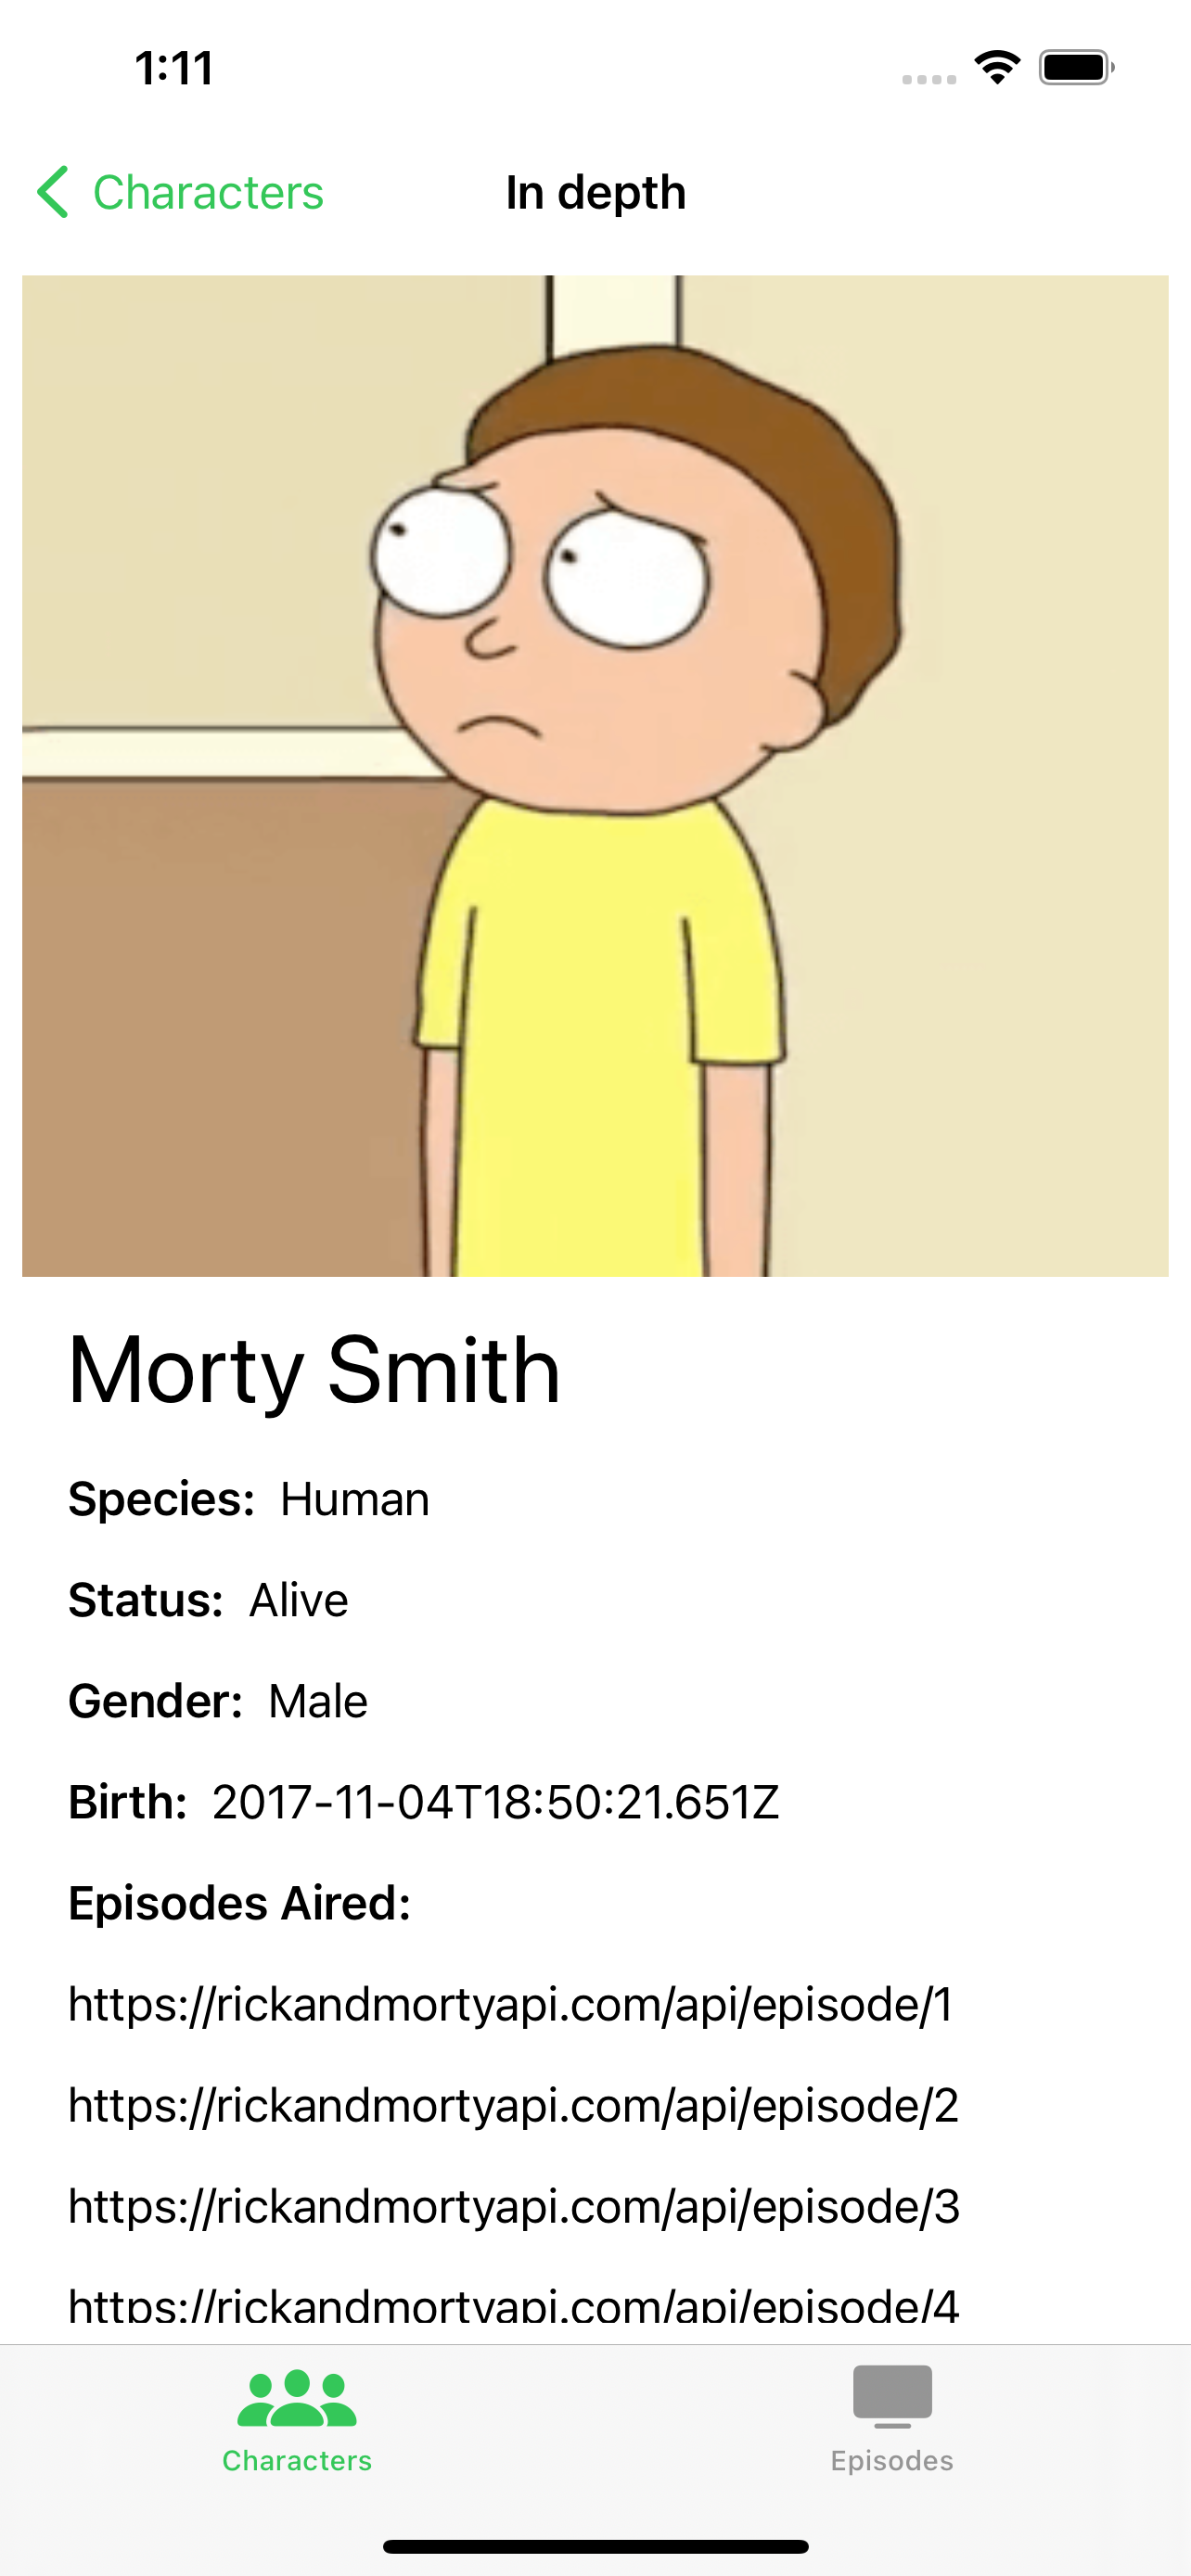 1:11
Characters
In depth
Morty Smith
Species: Human
Status: Alive
Gender: Male
Birth: 2017-11-04T18:50:21.651Z
Episodes Aired:
https://rickandmortyapi.com/api/episode/1
https://rickandmortyapi.com/api/episode/2
https://rickandmortyapi.com/api/episode/3
https://rickandmortyapi.com/api/episode/4
Characters
Episodes